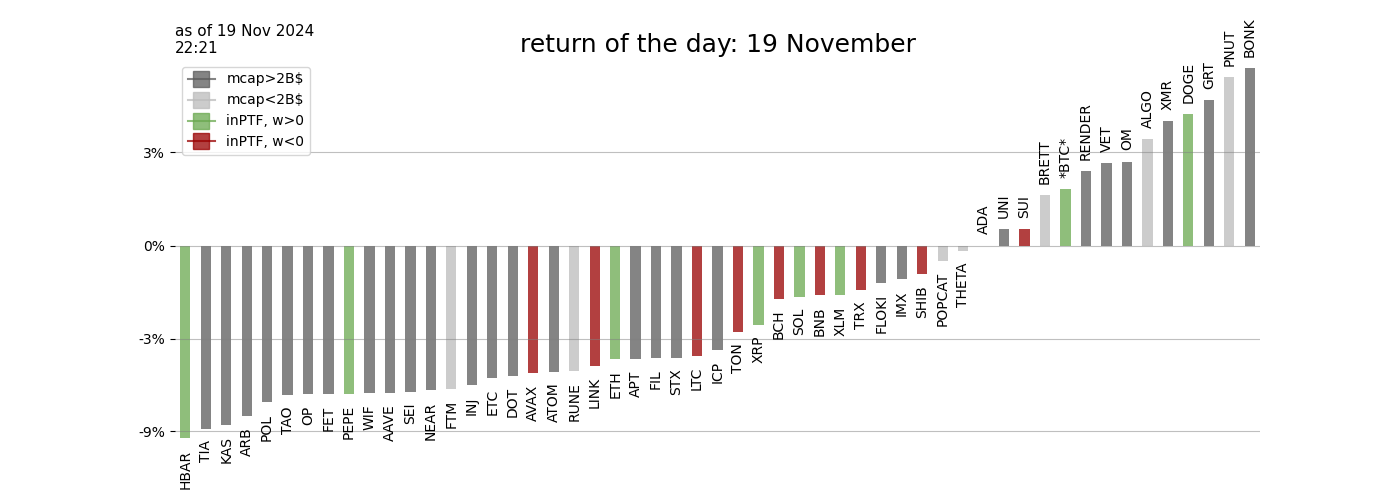 as of 19 Nov 2024
22:21
return of the day: 19 November
mcap>2B$
mcap<2B$
inPTF, w>0
inPTF, w<0
3%
0%
-3%
-9%
HBAR
TIA
KAS
ARB
POL
TAO
OP
FET
PEPE
WIF
AAVE
SEI
NEAR
FTM
INJ
ETC
DOT
AVAX
ATOM
RUNE
LINK
ETH
APT
FIL
STX
LTC
ICP
TON
XRP
BCH
SOL
BNB
XLM
TRX
FLOKI
IMX
SHIB
POPCAT
THETA
ADA
UNI
SUI
BRETT
*BTC*
RENDER
VET
OM
ALGO
XMR
DOGE
GRT
PNUT
BONK